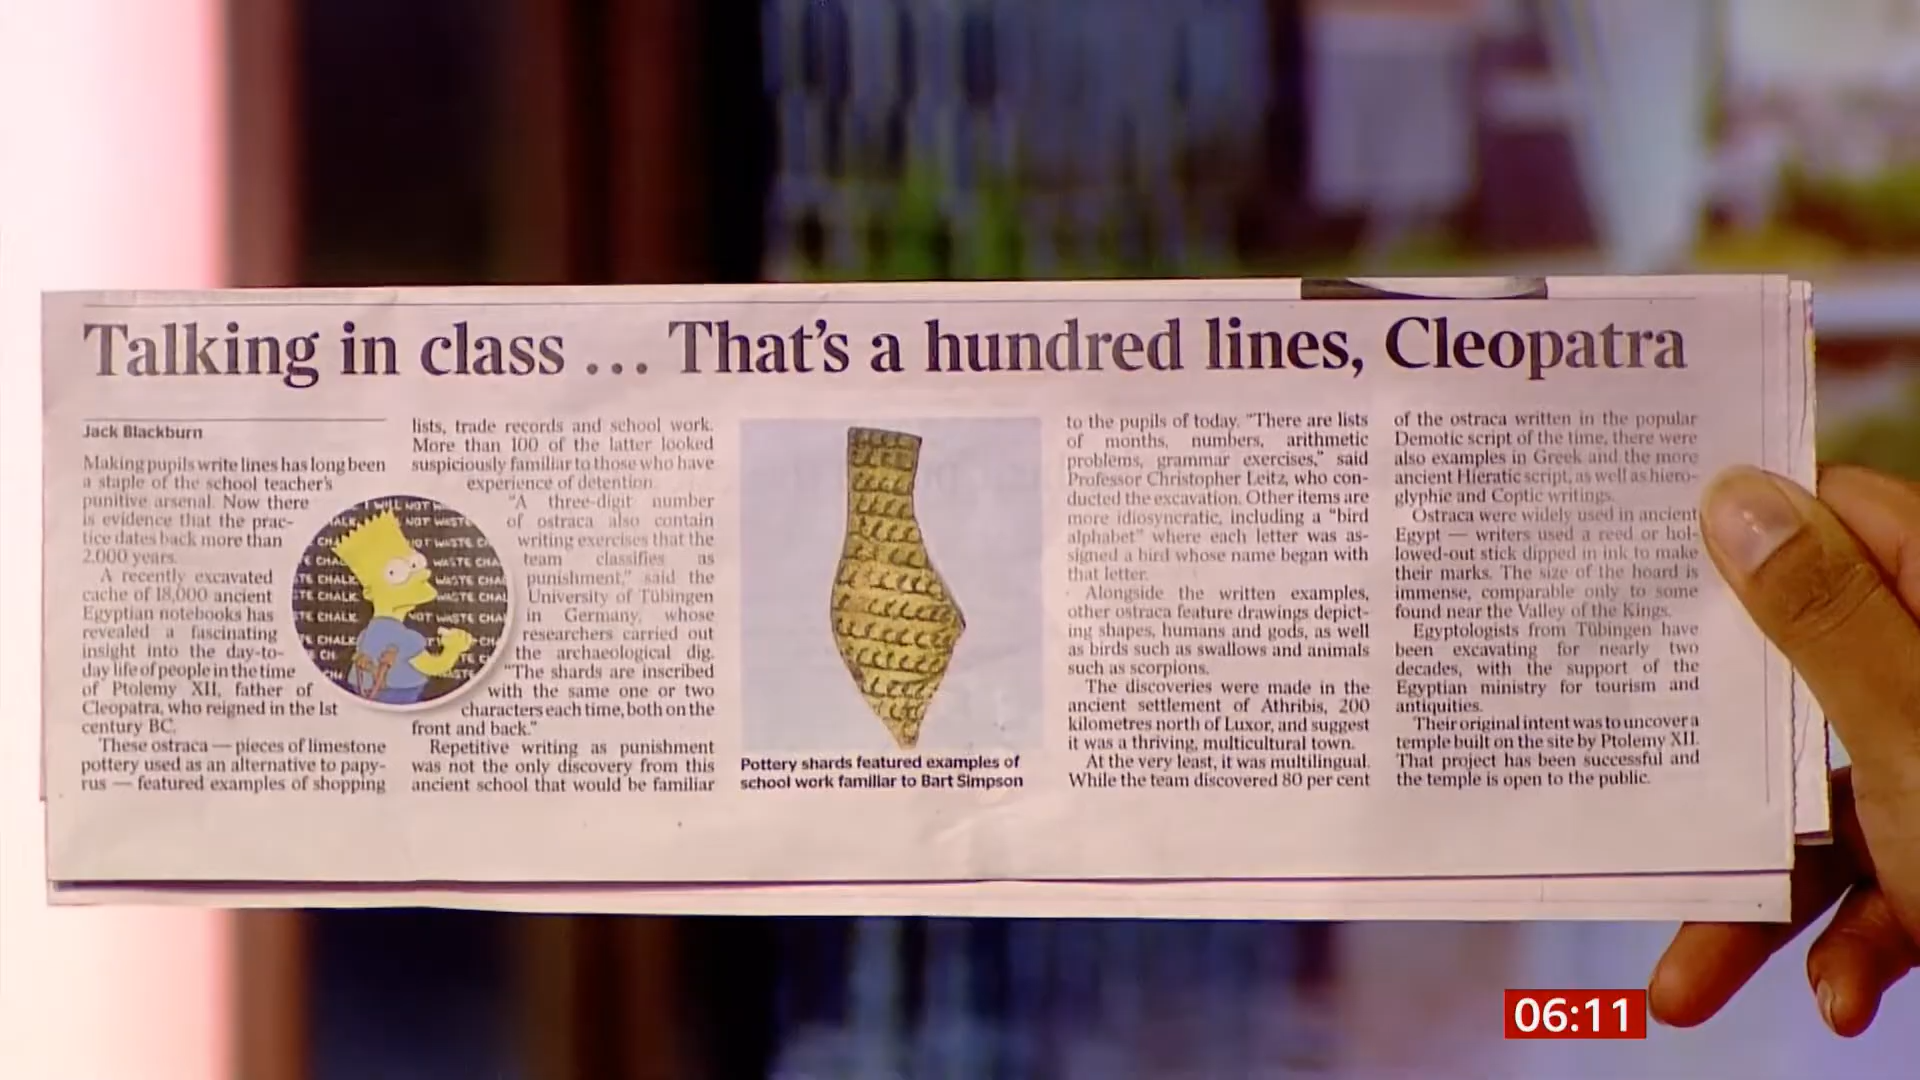 Talking in class ... That's a hundred lines, Cleopatra
Jack Blackburn
Making pupils write lines has long been
a staple of the school teacher's
punitive arsenal. Now there
is evidence that the prac-
tice dates back more than
2,000 years.
A recently excavated
cache of 18,000 ancient
Egyptian notebooks has
revealed a fascinating
insight into the day-to-
day life of people in the time
of Ptolemy XII, father of
Cleopatra, who reigned in the 1st
century BC.
These ostraca — pieces of limestone
pottery used as an alternative to papy-
rus — featured examples of shopping
lists, trade records and school work.
More than 100 of the latter looked
suspiciously familiar to those who have
experience of detention.
"A three-digit number
of ostraca also contain
writing exercises that the
team classifies as
punishment," said the
University of Tübingen
in Germany, whose
researchers carried out
the archaeological dig.
"The shards are inscribed
with the same one or two
characters each time, both on the
front and back."
Repetitive writing as punishment
was not the only discovery from this
ancient school that would be familiar
Pottery shards featured examples of
school work familiar to Bart Simpson
to the pupils of today. "There are lists
of months, numbers, arithmetic
problems, grammar exercises," said
Professor Christopher Leitz, who con-
ducted the excavation. Other items are
more idiosyncratic, including a "bird
alphabet" where each letter was as-
signed a bird whose name began with
that letter.
Alongside the written examples,
other ostraca feature drawings depict-
ing shapes, humans and gods, as well
as birds such as swallows and animals
such as scorpions.
The discoveries were made in the
ancient settlement of Athribis, 200
kilometres north of Luxor, and suggest
it was a thriving, multicultural town.
At the very least, it was multilingual.
While the team discovered 80 per cent
of the ostraca written in the popular
Demotic script of the time, there were
also examples in Greek and the more
ancient Hieratic script, as well as hiero-
glyphic and Coptic writings.
Ostraca were widely used in ancient
Egypt — writers used a reed or hol-
lowed-out stick dipped in ink to make
their marks. The size of the hoard is
immense, comparable only to some
found near the Valley of the Kings.
Egyptologists from Tübingen have
been excavating for nearly two
decades, with the support of the
Egyptian ministry for tourism and
antiquities.
Their original intent was to uncover a
temple built on the site by Ptolemy XII.
That project has been successful and
the temple is open to the public.
06:11